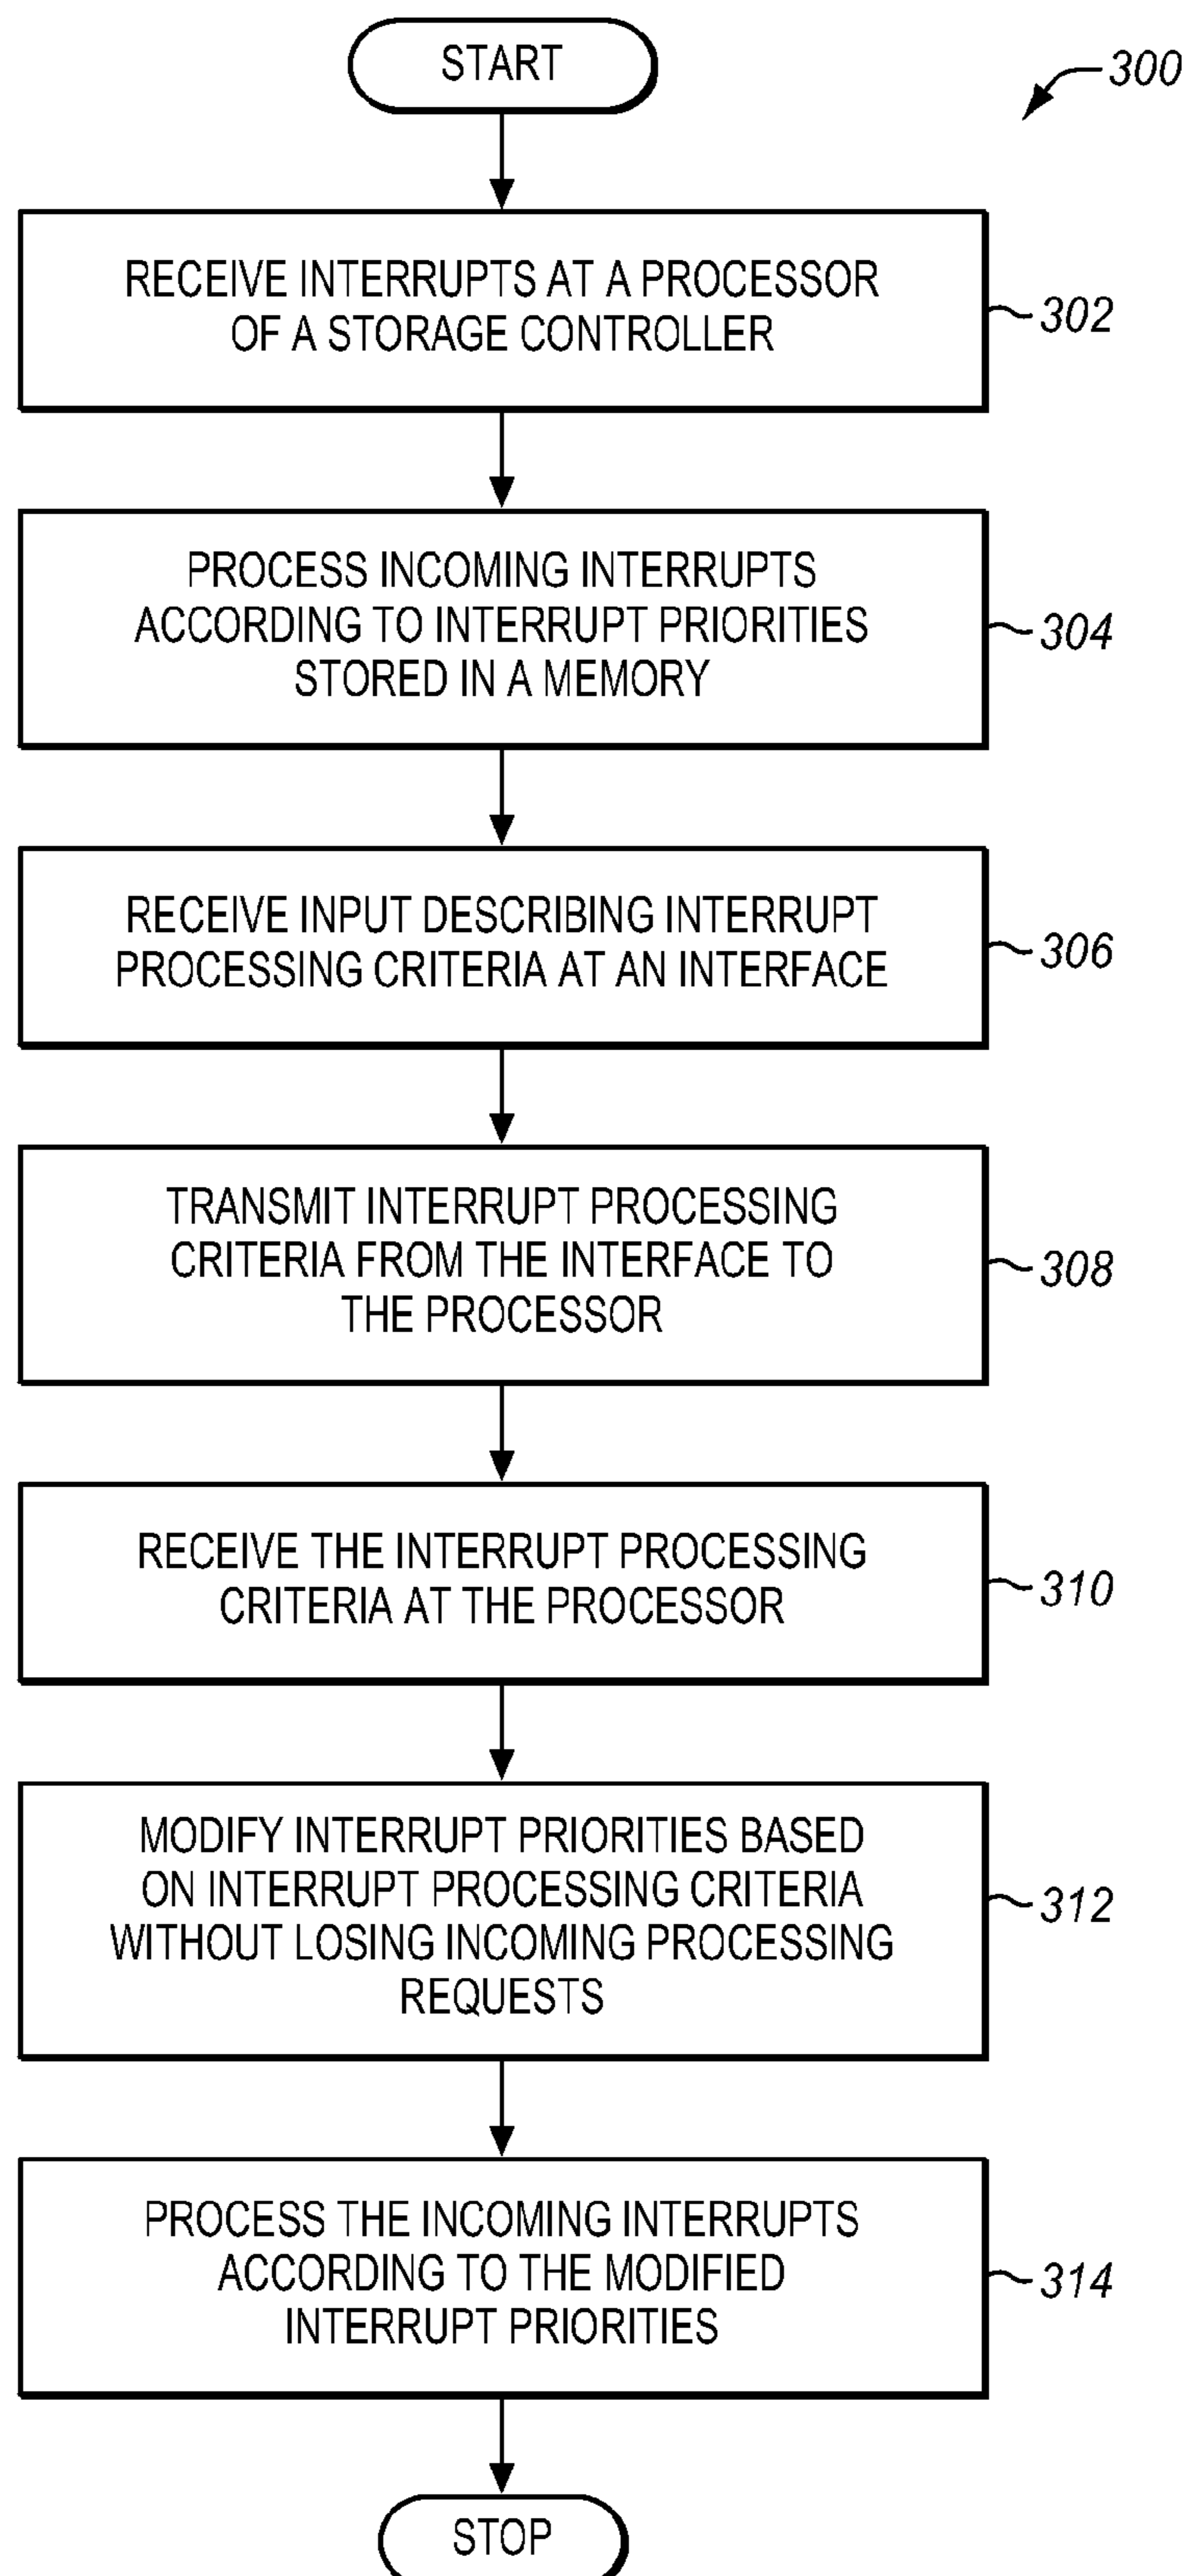 START
300
RECEIVE INTERRUPTS AT A PROCESSOR
OF A STORAGE CONTROLLER
302
PROCESS INCOMING INTERRUPTS
ACCORDING TO INTERRUPT PRIORITIES
STORED IN A MEMORY
304
RECEIVE INPUT DESCRIBING INTERRUPT
PROCESSING CRITERIA AT AN INTERFACE
306
TRANSMIT INTERRUPT PROCESSING
CRITERIA FROM THE INTERFACE TO
THE PROCESSOR
308
RECEIVE THE INTERRUPT PROCESSING
CRITERIA AT THE PROCESSOR
310
MODIFY INTERRUPT PRIORITIES BASED
ON INTERRUPT PROCESSING CRITERIA
WITHOUT LOSING INCOMING PROCESSING
REQUESTS
312
PROCESS THE INCOMING INTERRUPTS
ACCORDING TO THE MODIFIED
INTERRUPT PRIORITIES
314
STOP